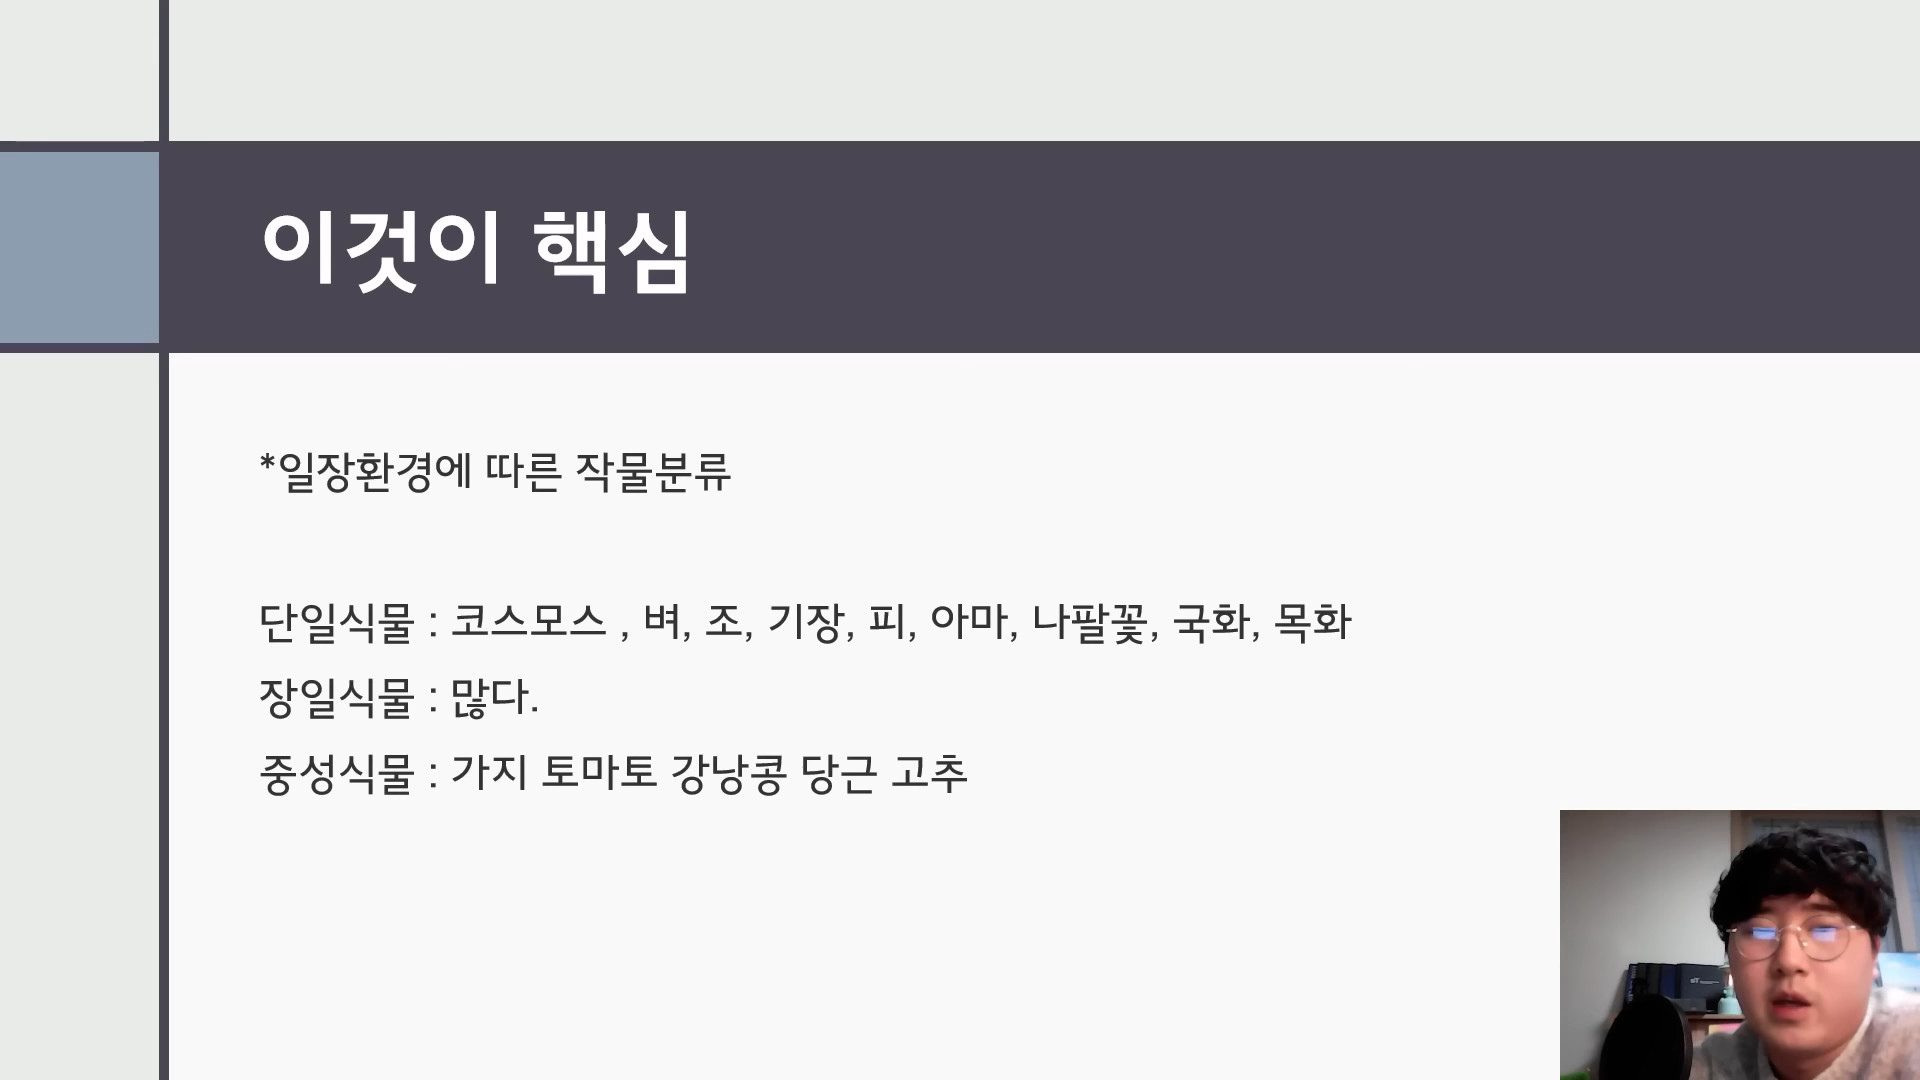 이것이 핵심
*일장환경에 따른 작물분류
단일식물 : 코스모스 , 벼, 조, 기장, 피, 아마, 나팔꽃, 국화, 목화
장일식물 : 많다.
중성식물 : 가지 토마토 강낭콩 당근 고추